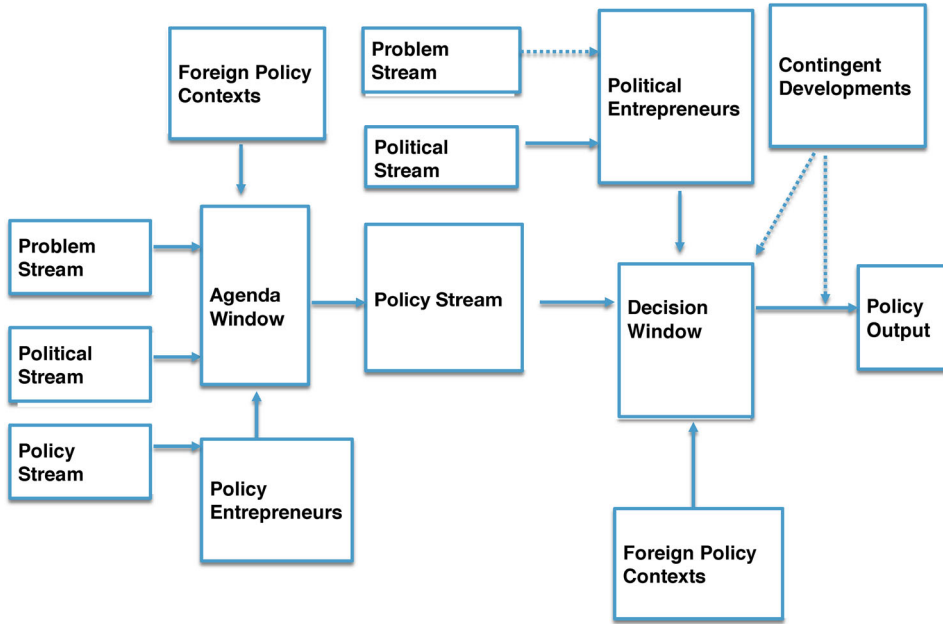 Foreign Policy
Contexts
Problem
Stream
Political
Stream
Political
Entrepreneurs
Contingent
Developments
Problem
Stream
Political
Stream
Policy
Stream
Agenda
Window
Policy
Entrepreneurs
Policy Stream
Decision
Window
Policy
Output
Foreign Policy
Contexts